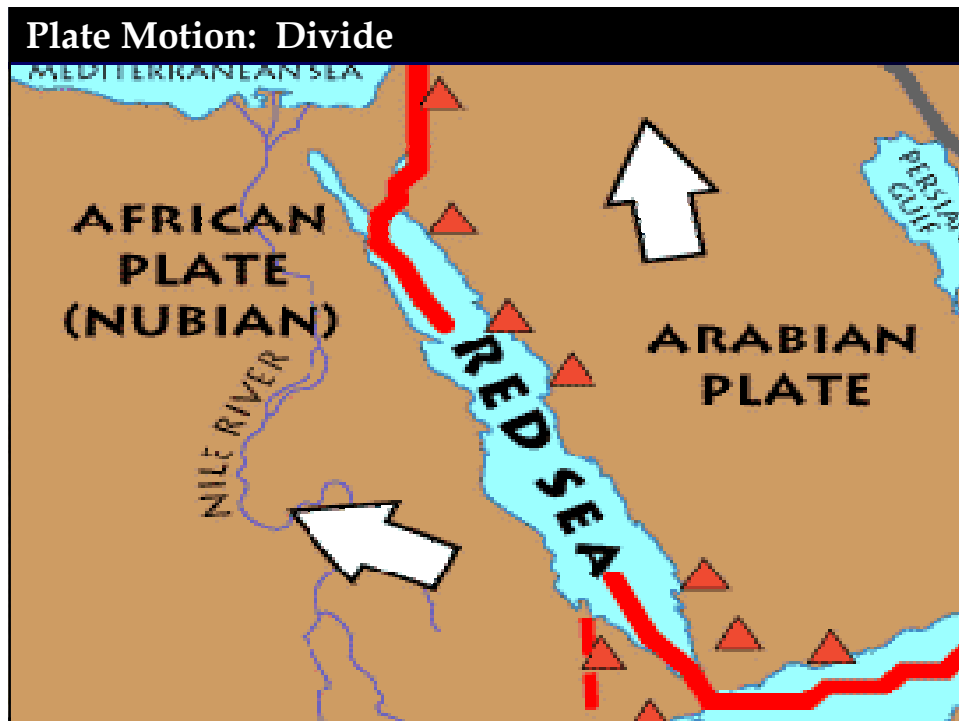 Plate Motion: Divide
MEDITERRANEAN SEA
AFRICAN
PLATE
(NUBIAN)
NILE RIVER
RED SEA
ARABIAN
PLATE
PERSIAN
GULF